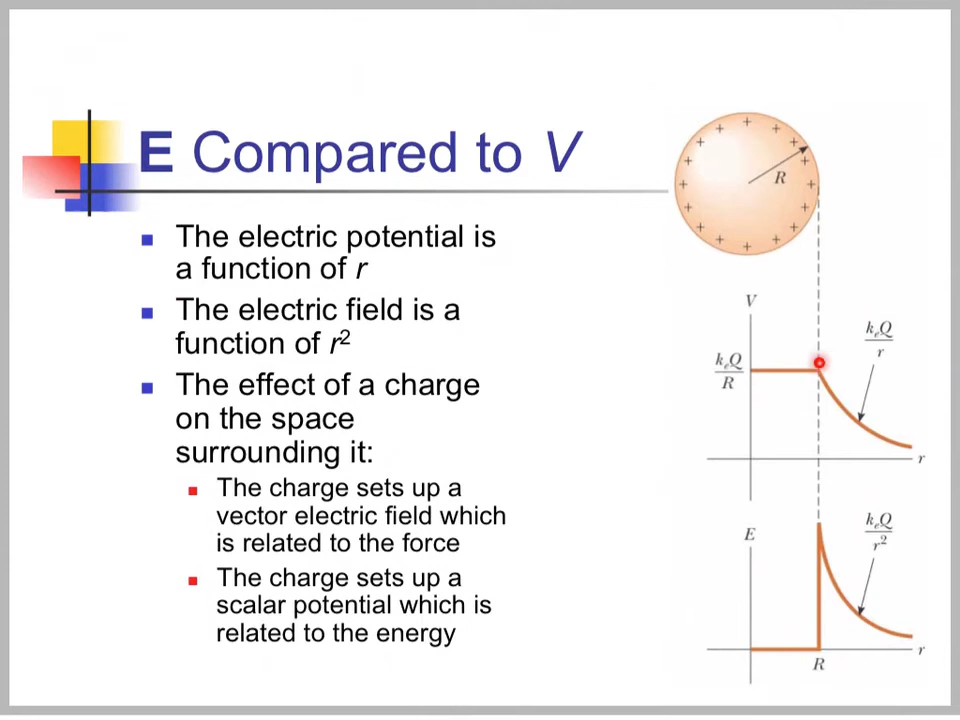 E Compared to V
The electric potential is
a function of r
The electric field is a
function of r²
The effect of a charge
on the space
surrounding it:
The charge sets up a
vector electric field which
is related to the force
The charge sets up a
scalar potential which is
related to the energy
+ + + + + + + + + + + + + + + +
R
V
kₑQ
R
kₑQ
r
r
E
kₑQ
r²
r
R